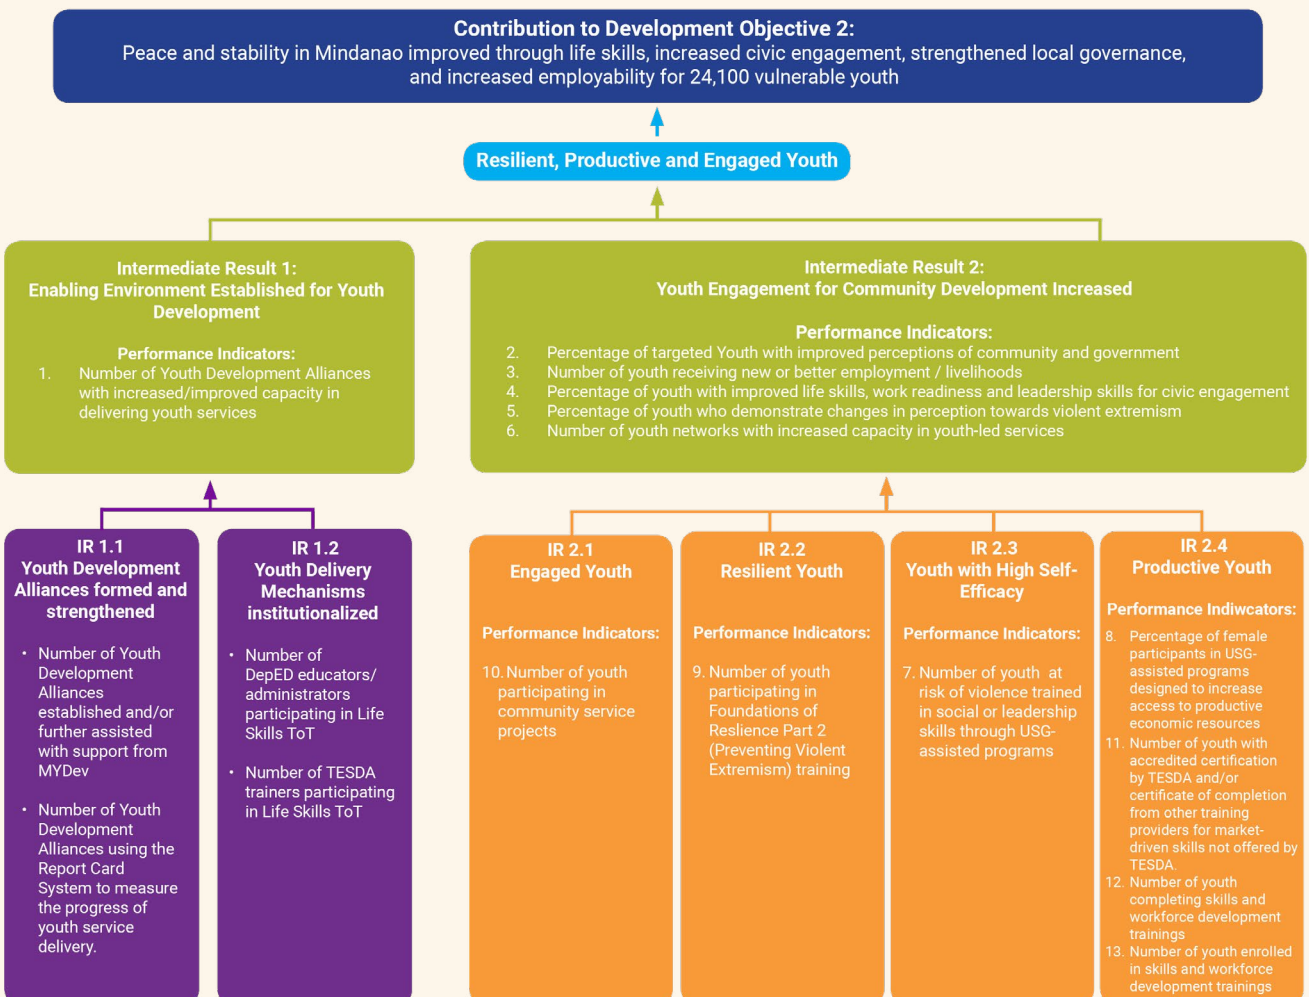 Contribution to Development Objective 2:
Peace and stability in Mindanao improved through life skills, increased civic engagement, strengthened local governance,
and increased employability for 24,100 vulnerable youth
Resilient, Productive and Engaged Youth
Intermediate Result 1:
Enabling Environment Established for Youth
Development
Performance Indicators:
1. Number of Youth Development Alliances
with increased/improved capacity in
delivering youth services
Intermediate Result 2:
Youth Engagement for Community Development Increased
Performance Indicators:
2. Percentage of targeted Youth with improved perceptions of community and government
3. Number of youth receiving new or better employment / livelihoods
4. Percentage of youth with improved life skills, work readiness and leadership skills for civic engagement
5. Percentage of youth who demonstrate changes in perception towards violent extremism
6. Number of youth networks with increased capacity in youth-led services
IR 1.1
Youth Development
Alliances formed and
strengthened
• Number of Youth
Development
Alliances
established and/or
further assisted
with support from
MYDev
• Number of Youth
Development
Alliances using the
Report Card
System to measure
the progress of
youth service
delivery.
IR 1.2
Youth Delivery
Mechanisms
institutionalized
• Number of
DepED educators/
administrators
participating in Life
Skills ToT
• Number of TESDA
trainers participating
in Life Skills ToT
IR 2.1
Engaged Youth
Performance Indicators:
10. Number of youth
participating in
community service
projects
IR 2.2
Resilient Youth
Performance Indicators:
9. Number of youth
participating in
Foundations of
Reslience Part 2
(Preventing Violent
Extremism) training
IR 2.3
Youth with High Self-
Efficacy
Performance Indicators:
7. Number of youth at
risk of violence trained
in social or leadership
skills through USG-
assisted programs
IR 2.4
Productive Youth
Performance Indiwcators:
8. Percentage of female
participants in USG-
assisted programs
designed to increase
access to productive
economic resources
11. Number of youth with
accredited certification
by TESDA and/or
certificate of completion
from other training
providers for market-
driven skills not offered by
TESDA.
12. Number of youth
completing skills and
workforce development
trainings
13. Number of youth enrolled
in skills and workforce
development trainings